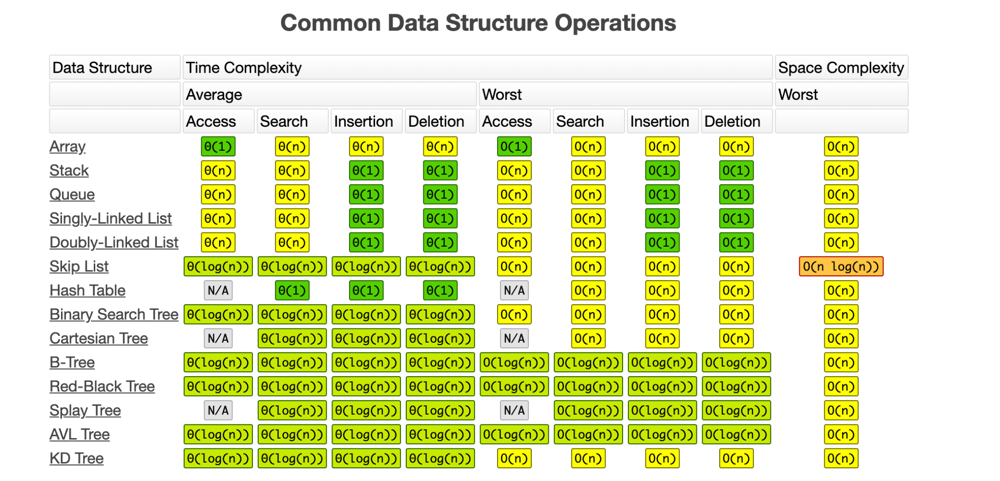 Common Data Structure Operations
Data Structure Time Complexity Space Complexity
Average Worst Worst
Access Search Insertion Deletion Access Search Insertion Deletion
Array θ(1) θ(n) θ(n) θ(n) O(1) O(n) O(n) O(n) O(n)
Stack θ(n) θ(n) θ(1) θ(1) O(n) O(n) O(1) O(1) O(n)
Queue θ(n) θ(n) θ(1) θ(1) O(n) O(n) O(1) O(1) O(n)
Singly-Linked List θ(n) θ(n) θ(1) θ(1) O(n) O(n) O(1) O(1) O(n)
Doubly-Linked List θ(n) θ(n) θ(1) θ(1) O(n) O(n) O(1) O(1) O(n)
Skip List θ(log(n)) θ(log(n)) θ(log(n)) θ(log(n)) O(n) O(n) O(n) O(n) O(n log(n))
Hash Table N/A θ(1) θ(1) θ(1) N/A O(n) O(n) O(n) O(n)
Binary Search Tree θ(log(n)) θ(log(n)) θ(log(n)) θ(log(n)) O(n) O(n) O(n) O(n) O(n)
Cartesian Tree N/A θ(log(n)) θ(log(n)) θ(log(n)) N/A O(n) O(n) O(n) O(n)
B-Tree θ(log(n)) θ(log(n)) θ(log(n)) θ(log(n)) O(log(n)) O(log(n)) O(log(n)) O(log(n)) O(n)
Red-Black Tree θ(log(n)) θ(log(n)) θ(log(n)) θ(log(n)) O(log(n)) O(log(n)) O(log(n)) O(log(n)) O(n)
Splay Tree N/A θ(log(n)) θ(log(n)) θ(log(n)) N/A O(log(n)) O(log(n)) O(log(n)) O(n)
AVL Tree θ(log(n)) θ(log(n)) θ(log(n)) θ(log(n)) O(log(n)) O(log(n)) O(log(n)) O(log(n)) O(n)
KD Tree θ(log(n)) θ(log(n)) θ(log(n)) θ(log(n)) O(n) O(n) O(n) O(n) O(n)